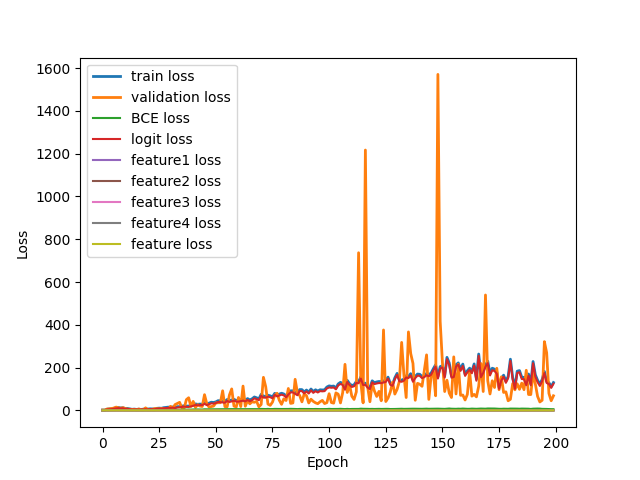 1600
1400
1200
1000
800
600
400
200
0
Loss
train loss
validation loss
BCE loss
logit loss
feature1 loss
feature2 loss
feature3 loss
feature4 loss
feature loss
0 25 50 75 100 125 150 175 200
Epoch